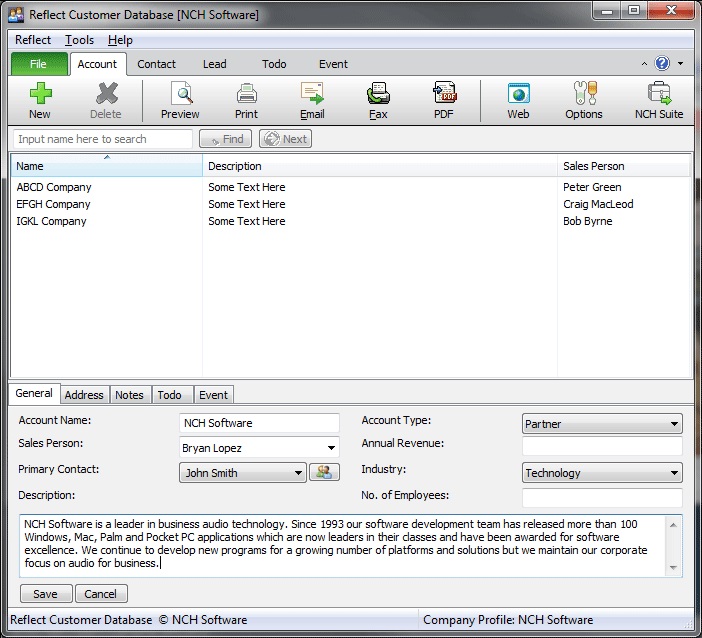 Reflect Customer Database [NCH Software]
Reflect Tools Help
File Account Contact Lead Todo Event
New Delete Preview Print Email Fax PDF Web Options NCH Suite
Input name here to search Find Next
Name Description Sales Person
ABCD Company Some Text Here Peter Green
EFGH Company Some Text Here Craig MacLeod
IGKL Company Some Text Here Bob Byrne
General Address Notes Todo Event
Account Name: NCH Software Account Type: Partner
Sales Person: Bryan Lopez Annual Revenue:
Primary Contact: John Smith Industry: Technology
Description: No. of Employees:
NCH Software is a leader in business audio technology. Since 1993 our software development team has released more than 100
Windows, Mac, Palm and Pocket PC applications which are now leaders in their classes and have been awarded for software
excellence. We continue to develop new programs for a growing number of platforms and solutions but we maintain our corporate
focus on audio for business.
Save Cancel
Reflect Customer Database © NCH Software Company Profile: NCH Software